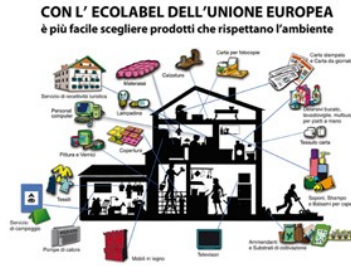 CON L' ECOLABEL DELL'UNIONE EUROPEA
è più facile scegliere prodotti che rispettano l'ambiente
Servizio di recettività turistica
Materassi
Calzature
Carta per fotocopie
Carta stampata
e Carta da giornali
Personal
computer
Lampadine
Detersivi bucato,
lavastoviglie, multiuso
per piatti a mano
Copertura
Tessuto carta
Pitture e Vernici
Tessili
Saponi, Shampoo
e Balsami per capelli
Servizio
di campeggio
Pompe di calore
Mobili in legno
Televisori
Ammendanti
e Substrati di coltivazione